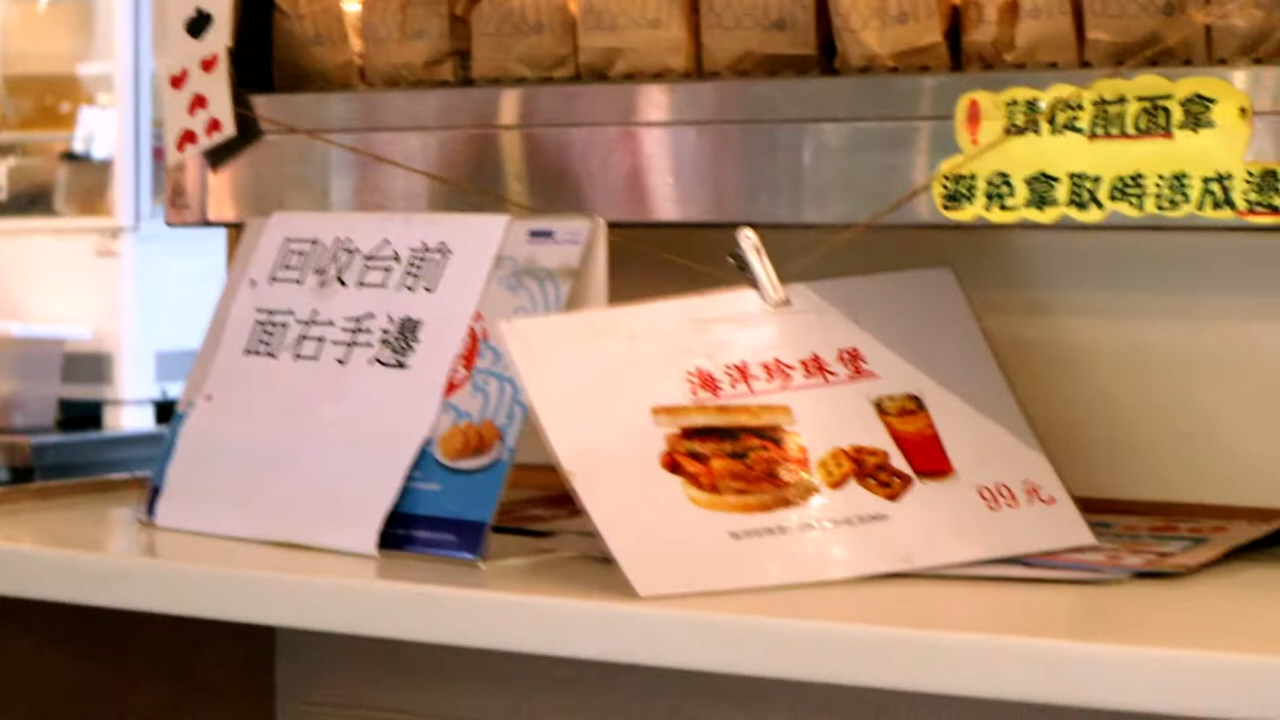 請從前面拿
避免拿取時造成邊
回收台前
面右手邊
海洋珍珠堡
99元